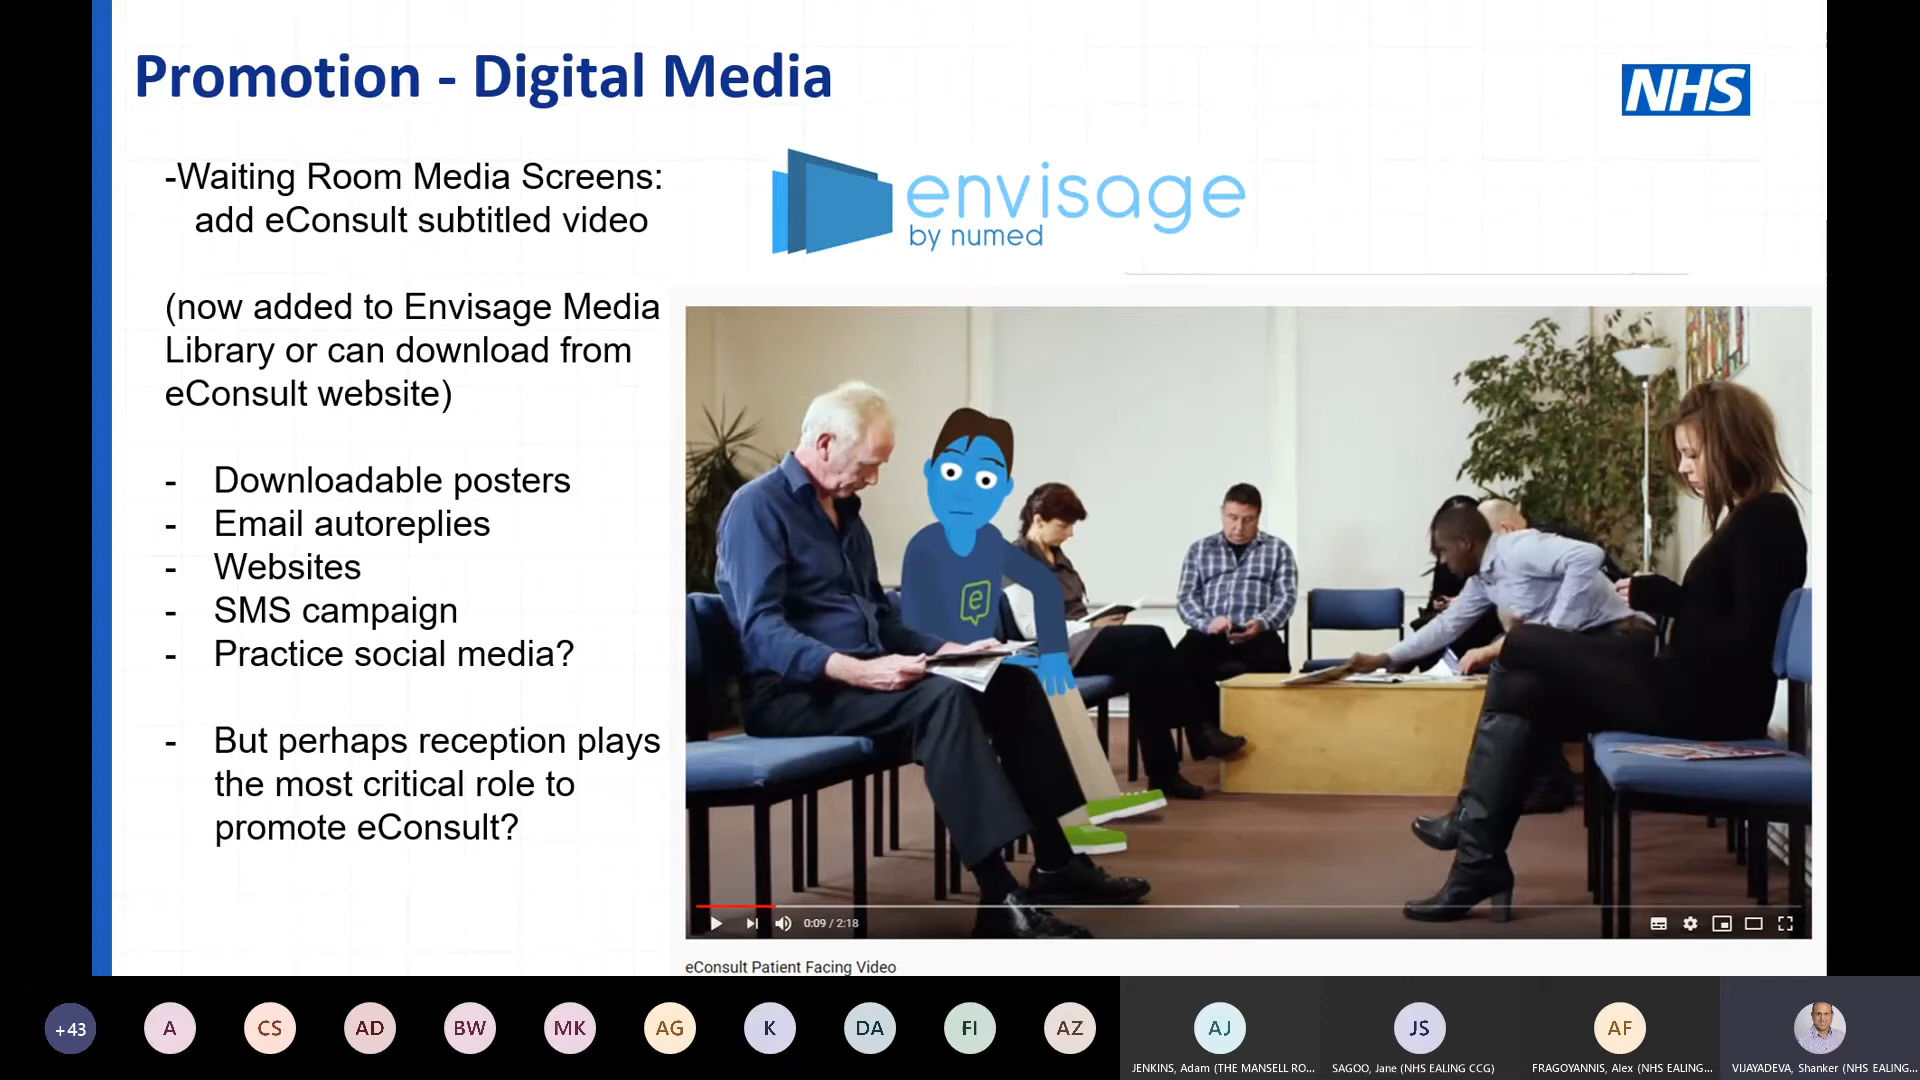 Promotion - Digital Media
NHS
-Waiting Room Media Screens:
add eConsult subtitled video
envisage
by numed
(now added to Envisage Media
Library or can download from
eConsult website)
- Downloadable posters
- Email autoreplies
- Websites
- SMS campaign
- Practice social media?
- But perhaps reception plays
the most critical role to
promote eConsult?
e
0:09 / 2:18
eConsult Patient Facing Video
+43
A
CS
AD
BW
MK
AG
K
DA
FI
AZ
AJ
JS
AF
JENKINS, Adam (THE MANSELL RO...
SAGOO, Jane (NHS EALING CCG)
FRAGOYANNIS, Alex (NHS EALING...
VIJAYADEVA, Shanker (NHS EALING...